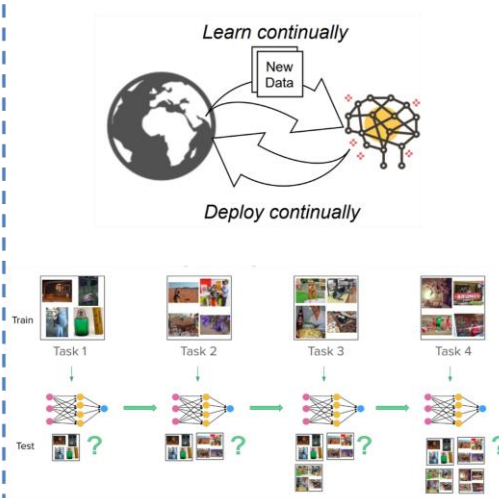 Learn continually
New
Data
Deploy continually
Train
Task 1
Task 2
Task 3
Task 4
Test
?
?
?
?